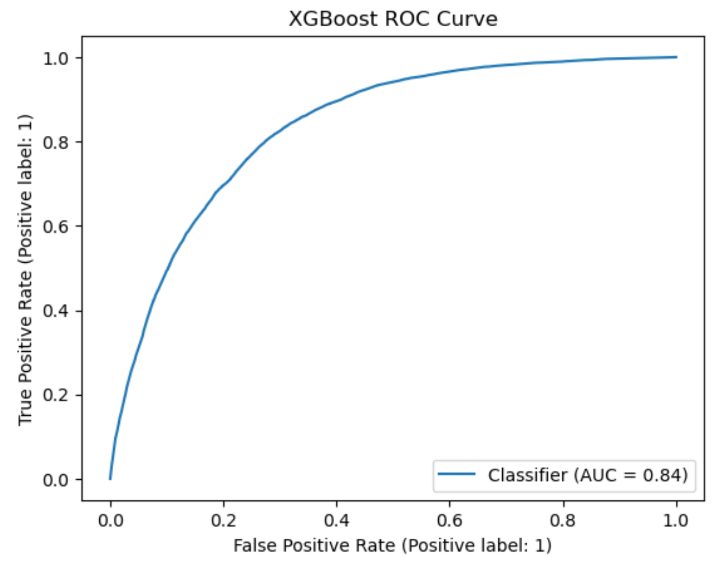 XGBoost ROC Curve
True Positive Rate (Positive label: 1)
1.0
0.8
0.6
0.4
0.2
0.0
Classifier (AUC = 0.84)
0.0 0.2 0.4 0.6 0.8 1.0
False Positive Rate (Positive label: 1)